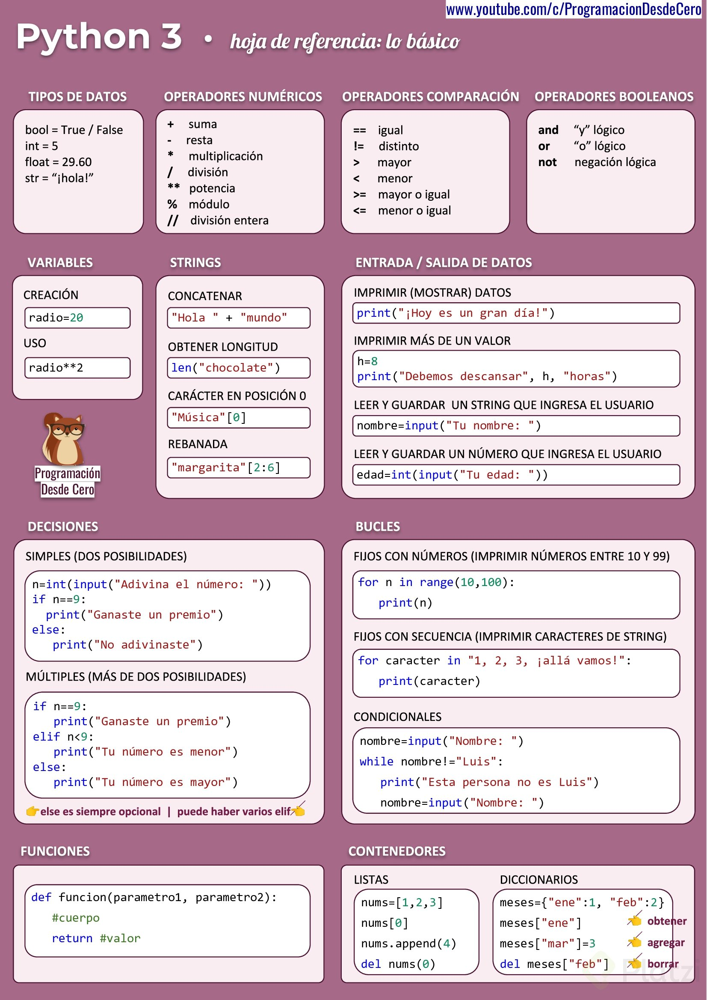 www.youtube.com/c/ProgramacionDesdeCero
Python 3 • hoja de referencia: lo básico
TIPOS DE DATOS
bool = True / False
int = 5
float = 29.60
str = “¡hola!”
OPERADORES NUMÉRICOS
+ suma
- resta
* multiplicación
/ división
** potencia
% módulo
// división entera
OPERADORES COMPARACIÓN
== igual
!= distinto
> mayor
< menor
>= mayor o igual
<= menor o igual
OPERADORES BOOLEANOS
and “y” lógico
or “o” lógico
not negación lógica
VARIABLES
CREACIÓN
radio=20
USO
radio**2
Programación
Desde Cero
STRINGS
CONCATENAR
"Hola " + "mundo"
OBTENER LONGITUD
len("chocolate")
CARÁCTER EN POSICIÓN 0
"Música"[0]
REBANADA
"margarita"[2:6]
ENTRADA / SALIDA DE DATOS
IMPRIMIR (MOSTRAR) DATOS
print("¡Hoy es un gran día!")
IMPRIMIR MÁS DE UN VALOR
h=8
print("Debemos descansar", h, "horas")
LEER Y GUARDAR UN STRING QUE INGRESA EL USUARIO
nombre=input("Tu nombre: ")
LEER Y GUARDAR UN NÚMERO QUE INGRESA EL USUARIO
edad=int(input("Tu edad: "))
DECISIONES
SIMPLES (DOS POSIBILIDADES)
n=int(input("Adivina el número: "))
if n==9:
print("Ganaste un premio")
else:
print("No adivinaste")
MÚLTIPLES (MÁS DE DOS POSIBILIDADES)
if n==9:
print("Ganaste un premio")
elif n<9:
print("Tu número es menor")
else:
print("Tu número es mayor")
👉else es siempre opcional | puede haber varios elif👈
BUCLES
FIJOS CON NÚMEROS (IMPRIMIR NÚMEROS ENTRE 10 Y 99)
for n in range(10,100):
print(n)
FIJOS CON SECUENCIA (IMPRIMIR CARACTERES DE STRING)
for caracter in "1, 2, 3, ¡allá vamos!":
print(caracter)
CONDICIONALES
nombre=input("Nombre: ")
while nombre!="Luis":
print("Esta persona no es Luis")
nombre=input("Nombre: ")
FUNCIONES
def funcion(parametro1, parametro2):
#cuerpo
return #valor
CONTENEDORES
LISTAS
nums=[1,2,3]
nums[0]
nums.append(4)
del nums(0)
DICCIONARIOS
meses={"ene":1, "feb":2}
meses["ene"] 👈 obtener
meses["mar"]=3 👈 agregar
del meses["feb"] 👈 borrar
Platzi